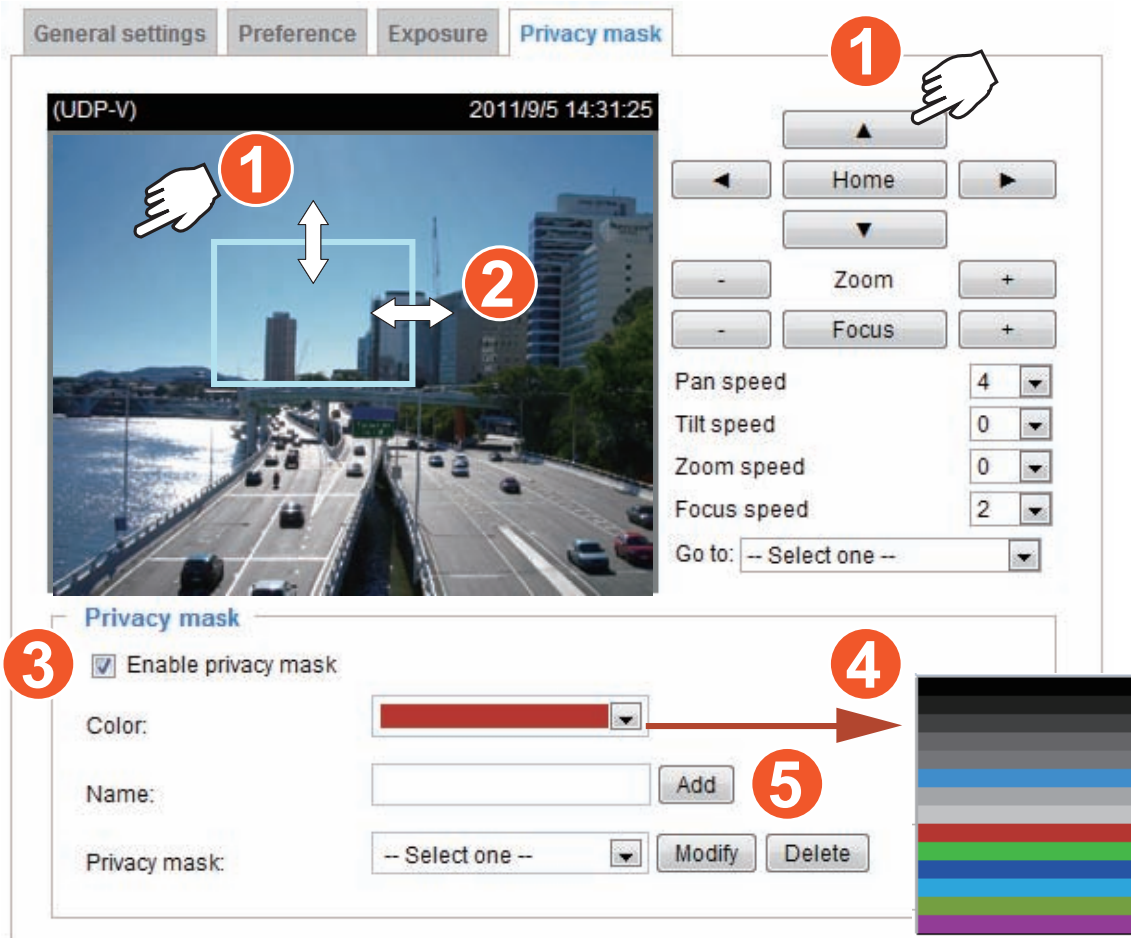 General settings Preference Exposure Privacy mask
1
(UDP-V) 2011/9/5 14:31:25
▲
1
◄ Home ►
▼
2
- Zoom +
- Focus +
Pan speed 4
Tilt speed 0
Zoom speed 0
Focus speed 2
Go to: -- Select one --
Privacy mask
3 Enable privacy mask
4
Color:
Name: Add 5
Privacy mask: -- Select one -- Modify Delete